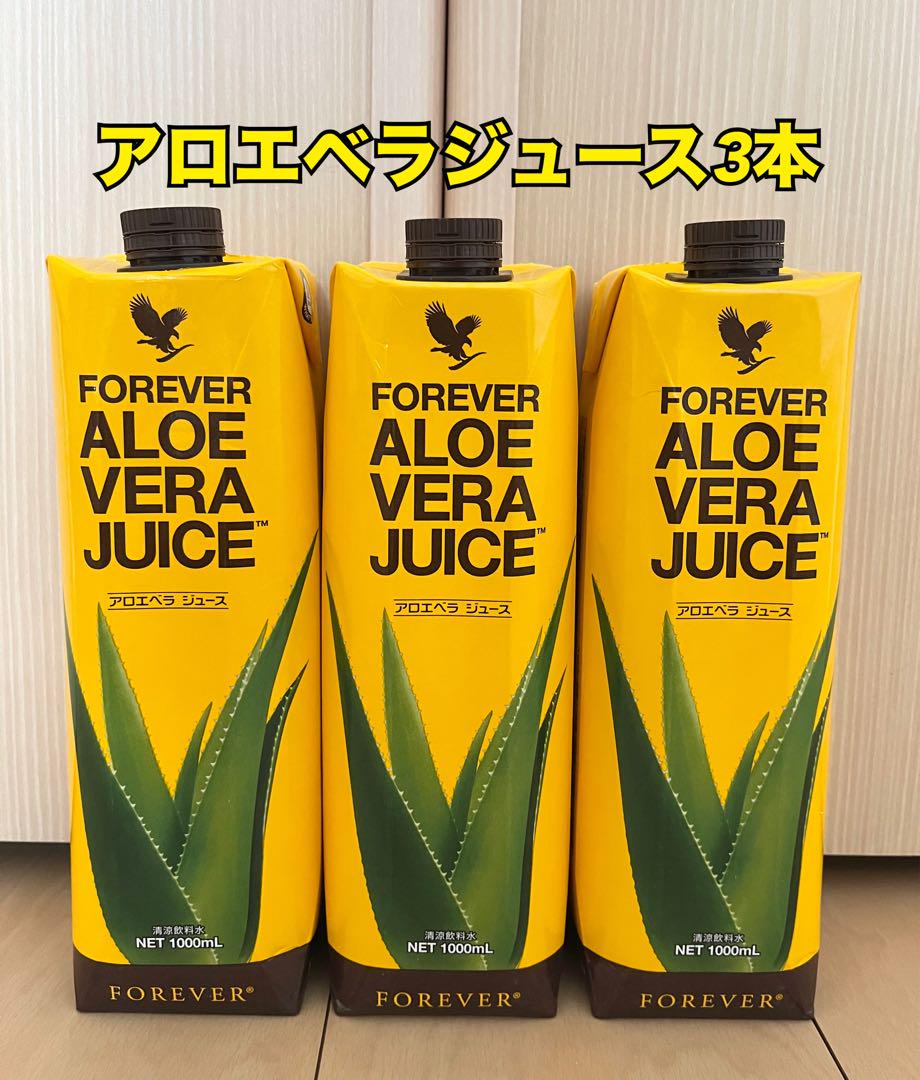 アロエベラジュース3本
FOREVER
ALOE
VERA
JUICE™
アロエベラ ジュース
清涼飲料水
NET 1000mL
FOREVER®
FOREVER
ALOE
VERA
JUICE™
アロエベラ ジュース
清涼飲料水
NET 1000mL
FOREVER®
FOREVER
ALOE
VERA
JUICE™
アロエベラ ジュース
清涼飲料水
NET 1000mL
FOREVER®